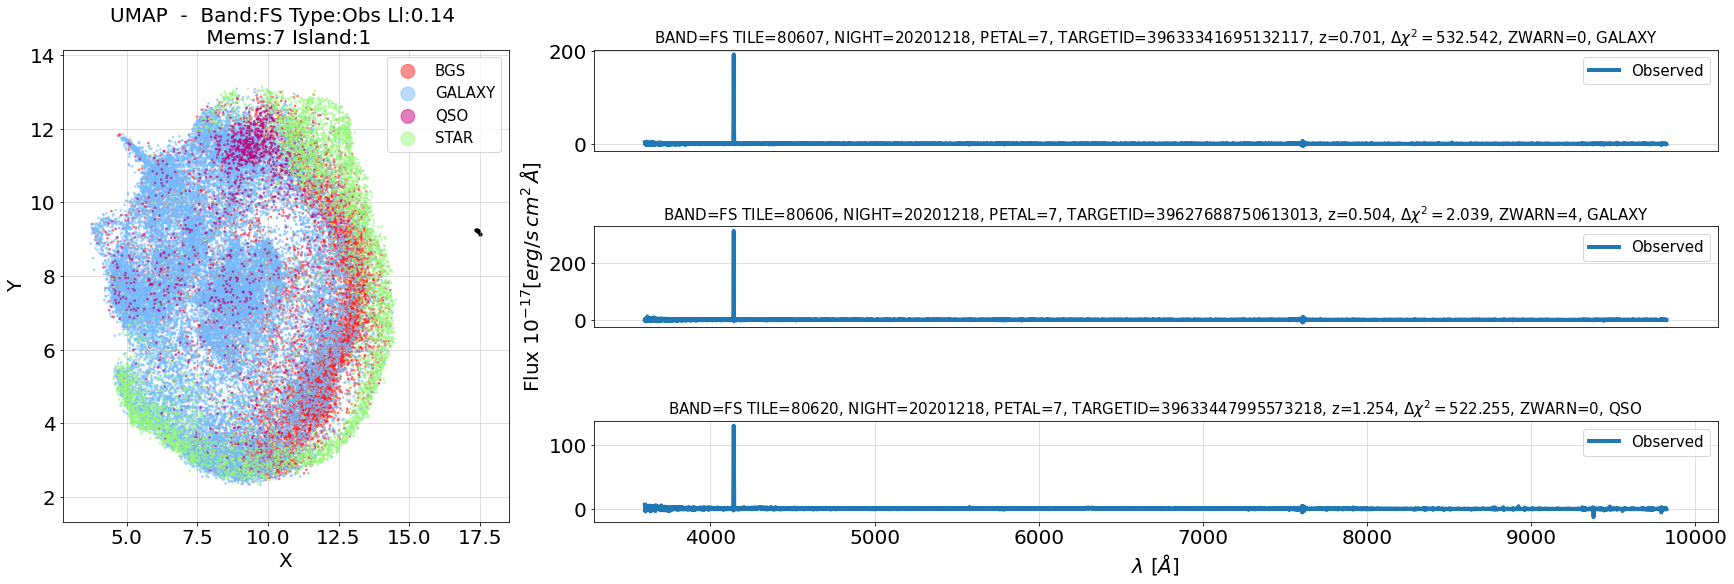 UMAP - Band:FS Type:Obs Ll:0.14
Mems:7 Island:1
14
12
10
8
6
4
2
Y
5.0 7.5 10.0 12.5 15.0 17.5
X
BGS
GALAXY
QSO
STAR
Flux 10⁻¹⁷[erg/s cm² Å]
BAND=FS TILE=80607, NIGHT=20201218, PETAL=7, TARGETID=39633341695132117, z=0.701, Δχ² = 532.542, ZWARN=0, GALAXY
200
0
Observed
BAND=FS TILE=80606, NIGHT=20201218, PETAL=7, TARGETID=39627688750613013, z=0.504, Δχ² = 2.039, ZWARN=4, GALAXY
200
0
Observed
BAND=FS TILE=80620, NIGHT=20201218, PETAL=7, TARGETID=39633447995573218, z=1.254, Δχ² = 522.255, ZWARN=0, QSO
100
0
Observed
4000 5000 6000 7000 8000 9000 10000
λ [Å]